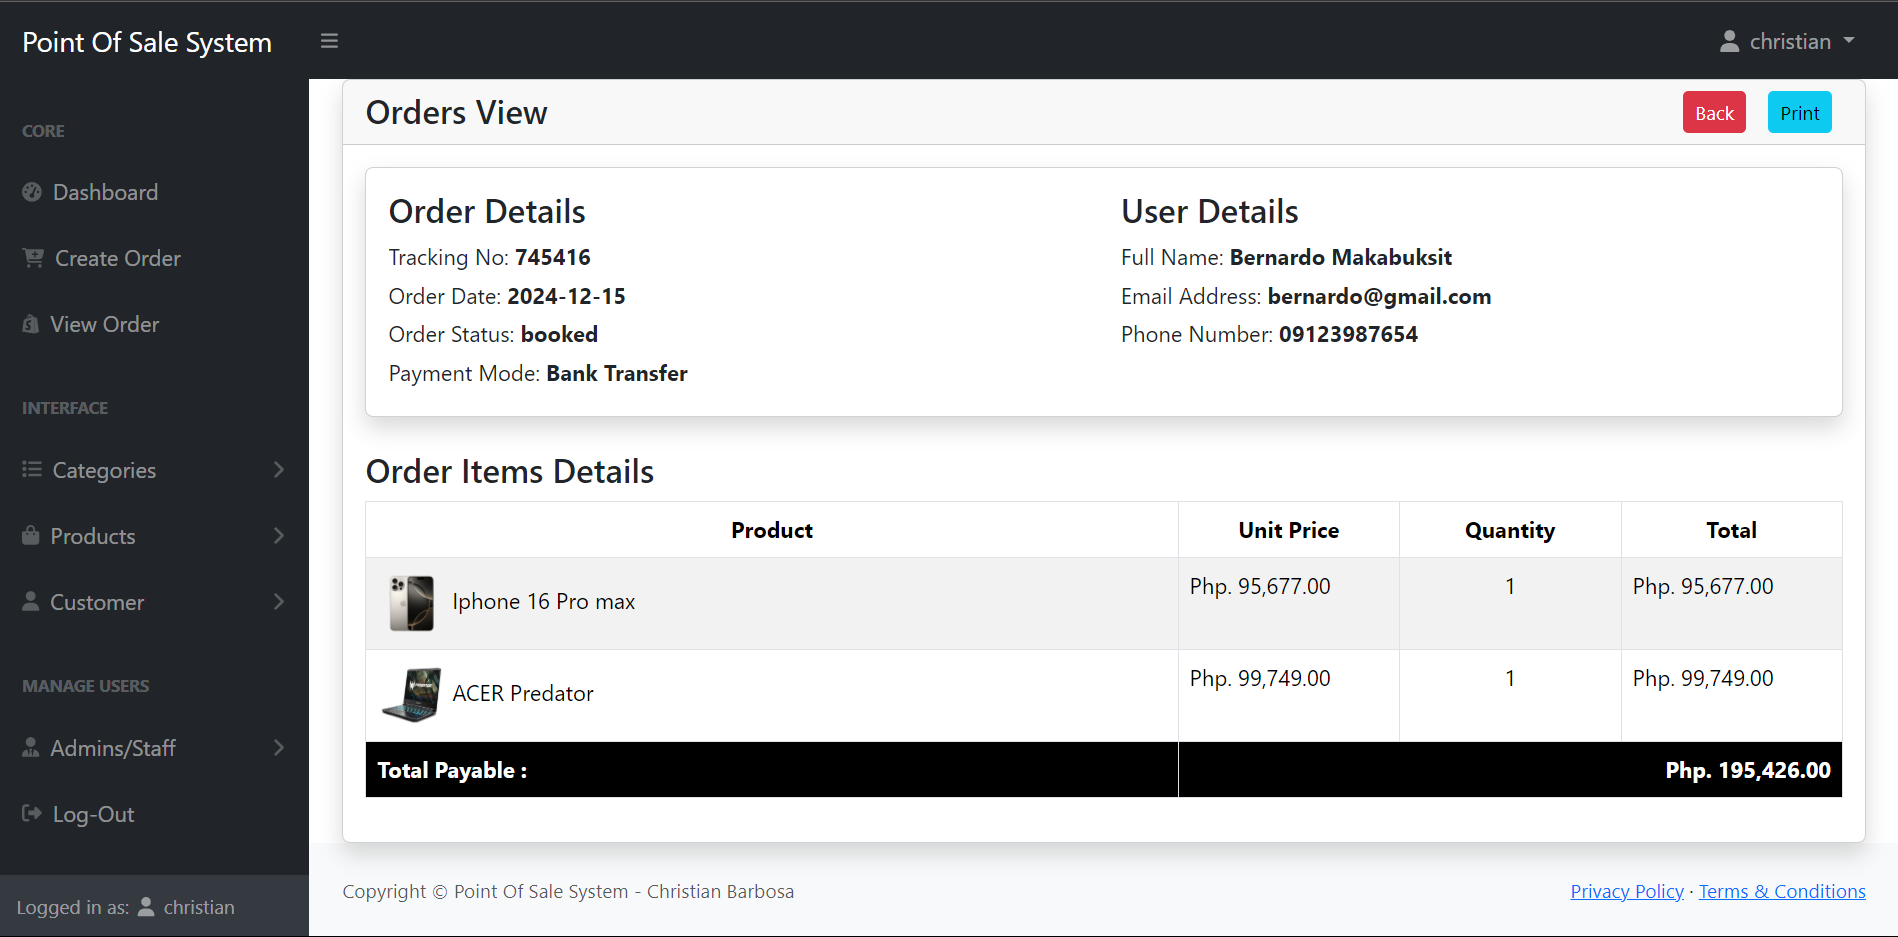 Point Of Sale System
christian
CORE
Dashboard
Create Order
View Order
INTERFACE
Categories
Products
Customer
MANAGE USERS
Admins/Staff
Log-Out
Logged in as: christian
Orders View
Back Print
Order Details
Tracking No: 745416
Order Date: 2024-12-15
Order Status: booked
Payment Mode: Bank Transfer
User Details
Full Name: Bernardo Makabuksit
Email Address: bernardo@gmail.com
Phone Number: 09123987654
Order Items Details
Product Unit Price Quantity Total
Iphone 16 Pro max Php. 95,677.00 1 Php. 95,677.00
ACER Predator Php. 99,749.00 1 Php. 99,749.00
Total Payable : Php. 195,426.00
Copyright © Point Of Sale System - Christian Barbosa
Privacy Policy · Terms & Conditions